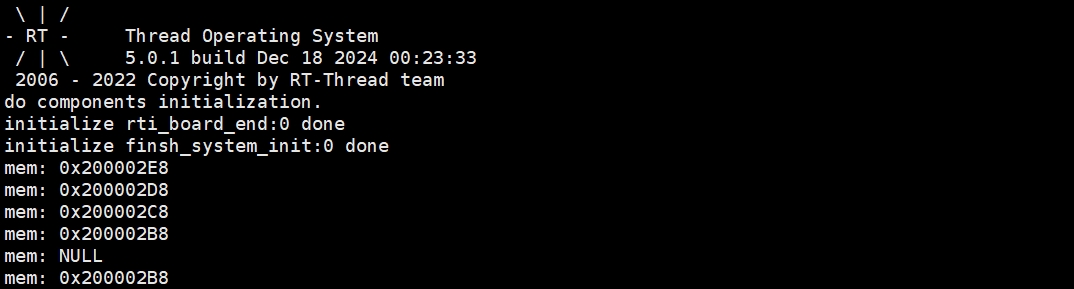 \ | /
- RT -     Thread Operating System
 / | \     5.0.1 build Dec 18 2024 00:23:33
 2006 - 2022 Copyright by RT-Thread team
do components initialization.
initialize rti_board_end:0 done
initialize finsh_system_init:0 done
mem: 0x200002E8
mem: 0x200002D8
mem: 0x200002C8
mem: 0x200002B8
mem: NULL
mem: 0x200002B8